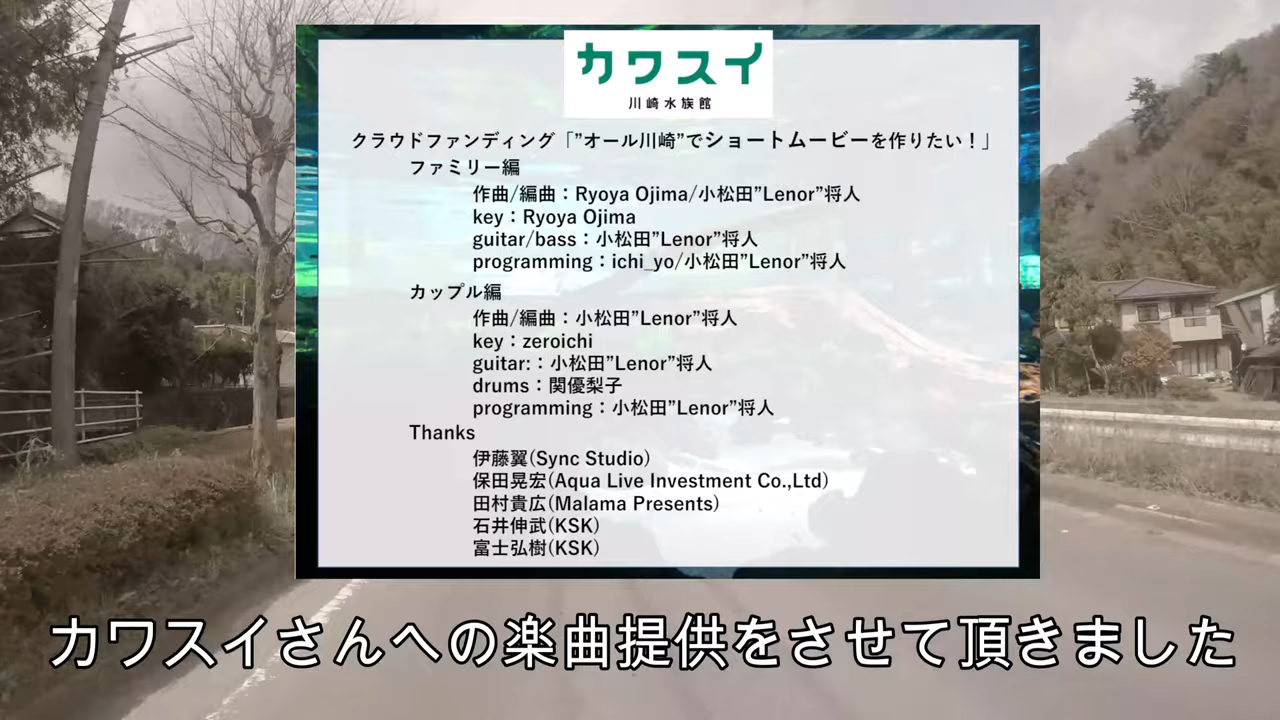 カワスイ
川崎水族館
クラウドファンディング「”オール川崎”でショートムービーを作りたい！」
ファミリー編
作曲/編曲：Ryoya Ojima/小松田”Lenor”将人
key：Ryoya Ojima
guitar/bass：小松田”Lenor”将人
programming：ichi_yo/小松田”Lenor”将人
カップル編
作曲/編曲：小松田”Lenor”将人
key：zeroichi
guitar:：小松田”Lenor”将人
drums：関優梨子
programming：小松田”Lenor”将人
Thanks
伊藤翼(Sync Studio)
保田晃宏(Aqua Live Investment Co.,Ltd)
田村貴広(Malama Presents)
石井伸武(KSK)
富士弘樹(KSK)
カワスイさんへの楽曲提供をさせて頂きました